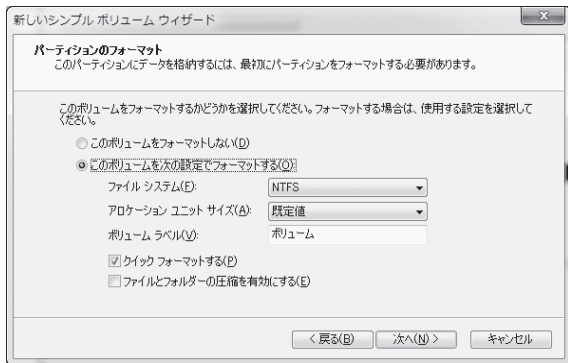 新しいシンプル ボリューム ウィザード
パーティションのフォーマット
このパーティションにデータを格納するには、最初にパーティションをフォーマットする必要があります。
このボリュームをフォーマットするかどうかを選択してください。フォーマットする場合は、使用する設定を選択して
ください。
このボリュームをフォーマットしない(D)
このボリュームを次の設定でフォーマットする(O):
ファイル システム(F): NTFS
アロケーション ユニット サイズ(A): 既定値
ボリューム ラベル(V): ボリューム
クイック フォーマットする(P)
ファイルとフォルダーの圧縮を有効にする(E)
< 戻る(B) 次へ(N) > キャンセル